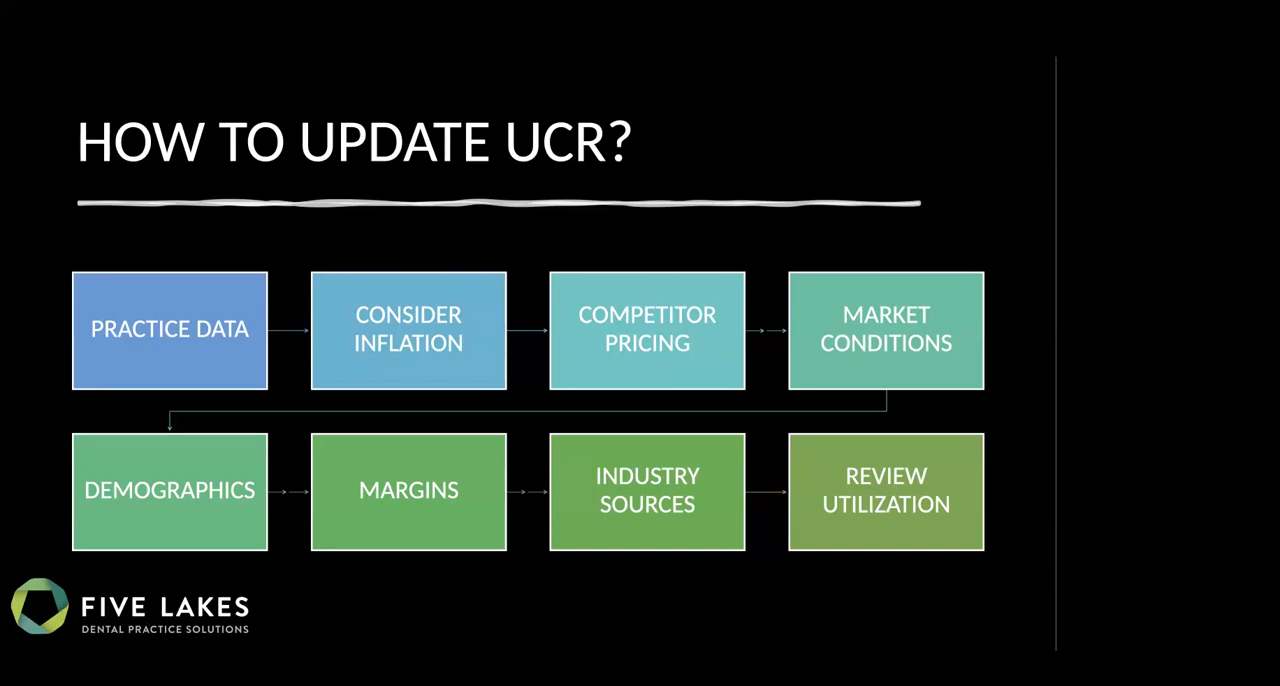 HOW TO UPDATE UCR?
PRACTICE DATA
CONSIDER
INFLATION
COMPETITOR
PRICING
MARKET
CONDITIONS
DEMOGRAPHICS
MARGINS
INDUSTRY
SOURCES
REVIEW
UTILIZATION
FIVE LAKES
DENTAL PRACTICE SOLUTIONS